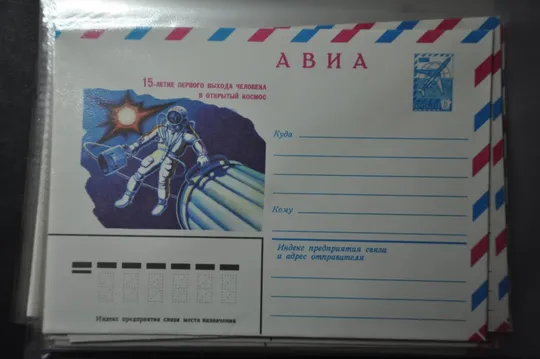 АВИА
15-ЛЕТИЕ ПЕРВОГО ВЫХОДА ЧЕЛОВЕКА
В ОТКРЫТЫЙ КОСМОС
Куда
Кому
Индекс предприятия связи
и адрес отправителя
Индекс предприятия связи места назначения